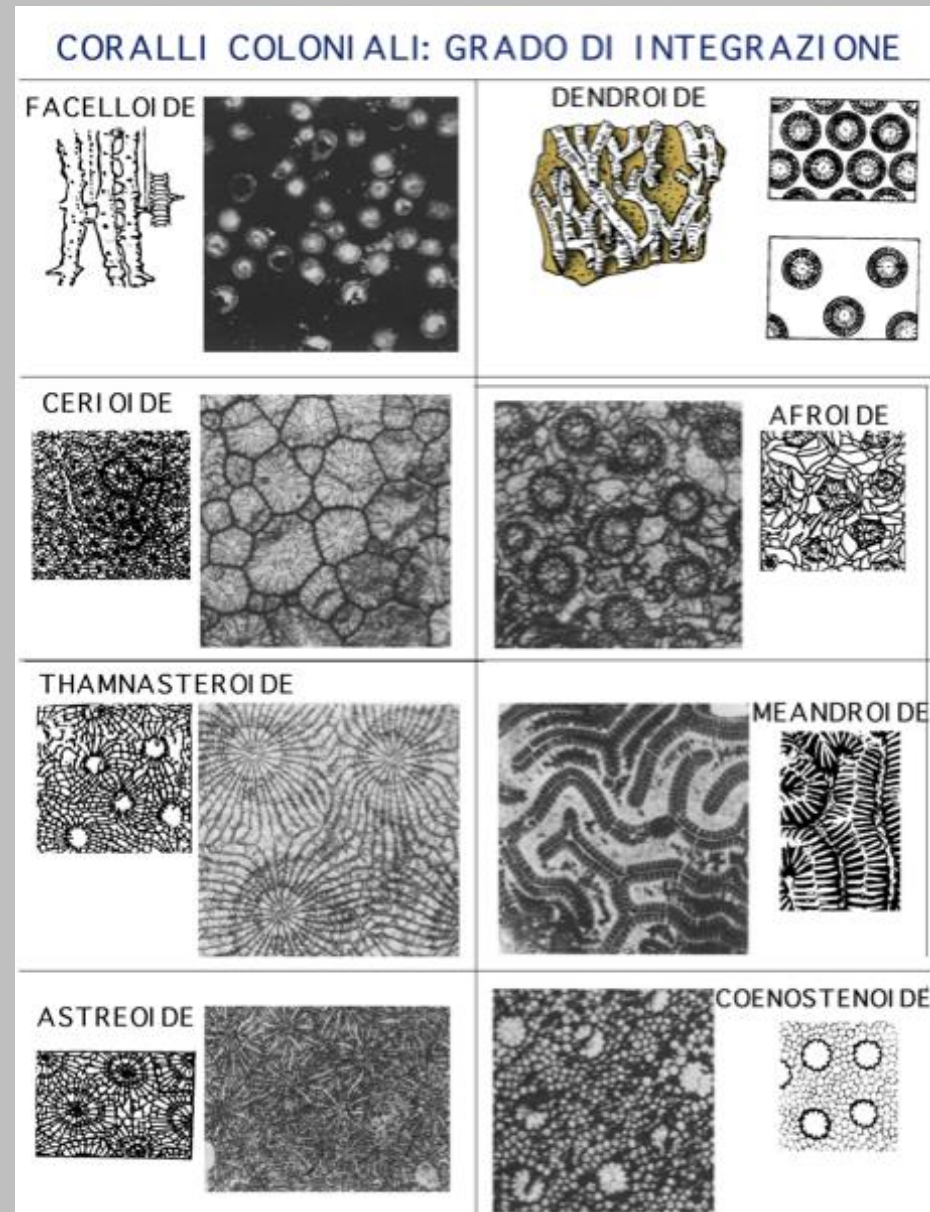 CORALLI COLONIALI: GRADO DI INTEGRAZIONE
FACELLOIDE
DENDROIDE
CERIOIDE
AFROIDE
THAMNASTEROIDE
MEANDROIDE
ASTREOIDE
COENOSTENOIDE